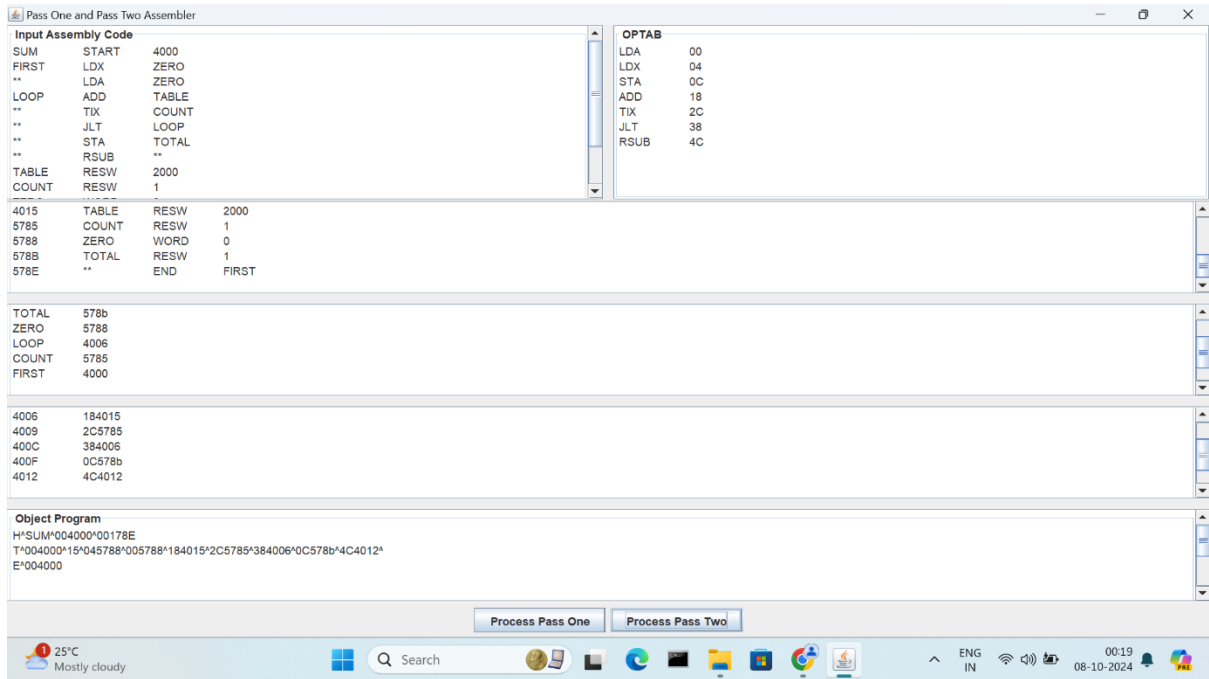 Pass One and Pass Two Assembler
Input Assembly Code
SUM START 4000
FIRST LDX ZERO
** LDA ZERO
LOOP ADD TABLE
** TIX COUNT
** JLT LOOP
** STA TOTAL
** RSUB **
TABLE RESW 2000
COUNT RESW 1
OPTAB
LDA 00
LDX 04
STA 0C
ADD 18
TIX 2C
JLT 38
RSUB 4C
4015 TABLE RESW 2000
5785 COUNT RESW 1
5788 ZERO WORD 0
578B TOTAL RESW 1
578E ** END FIRST
TOTAL 578b
ZERO 5788
LOOP 4006
COUNT 5785
FIRST 4000
4006 184015
4009 2C5785
400C 384006
400F 0C578b
4012 4C4012
Object Program
H^SUM^004000^00178E
T^004000^15^045788^005788^184015^2C5785^384006^0C578b^4C4012^
E^004000
Process Pass One Process Pass Two
1
25°C
Mostly cloudy
Search
PRE
ENG
IN
00:19
08-10-2024